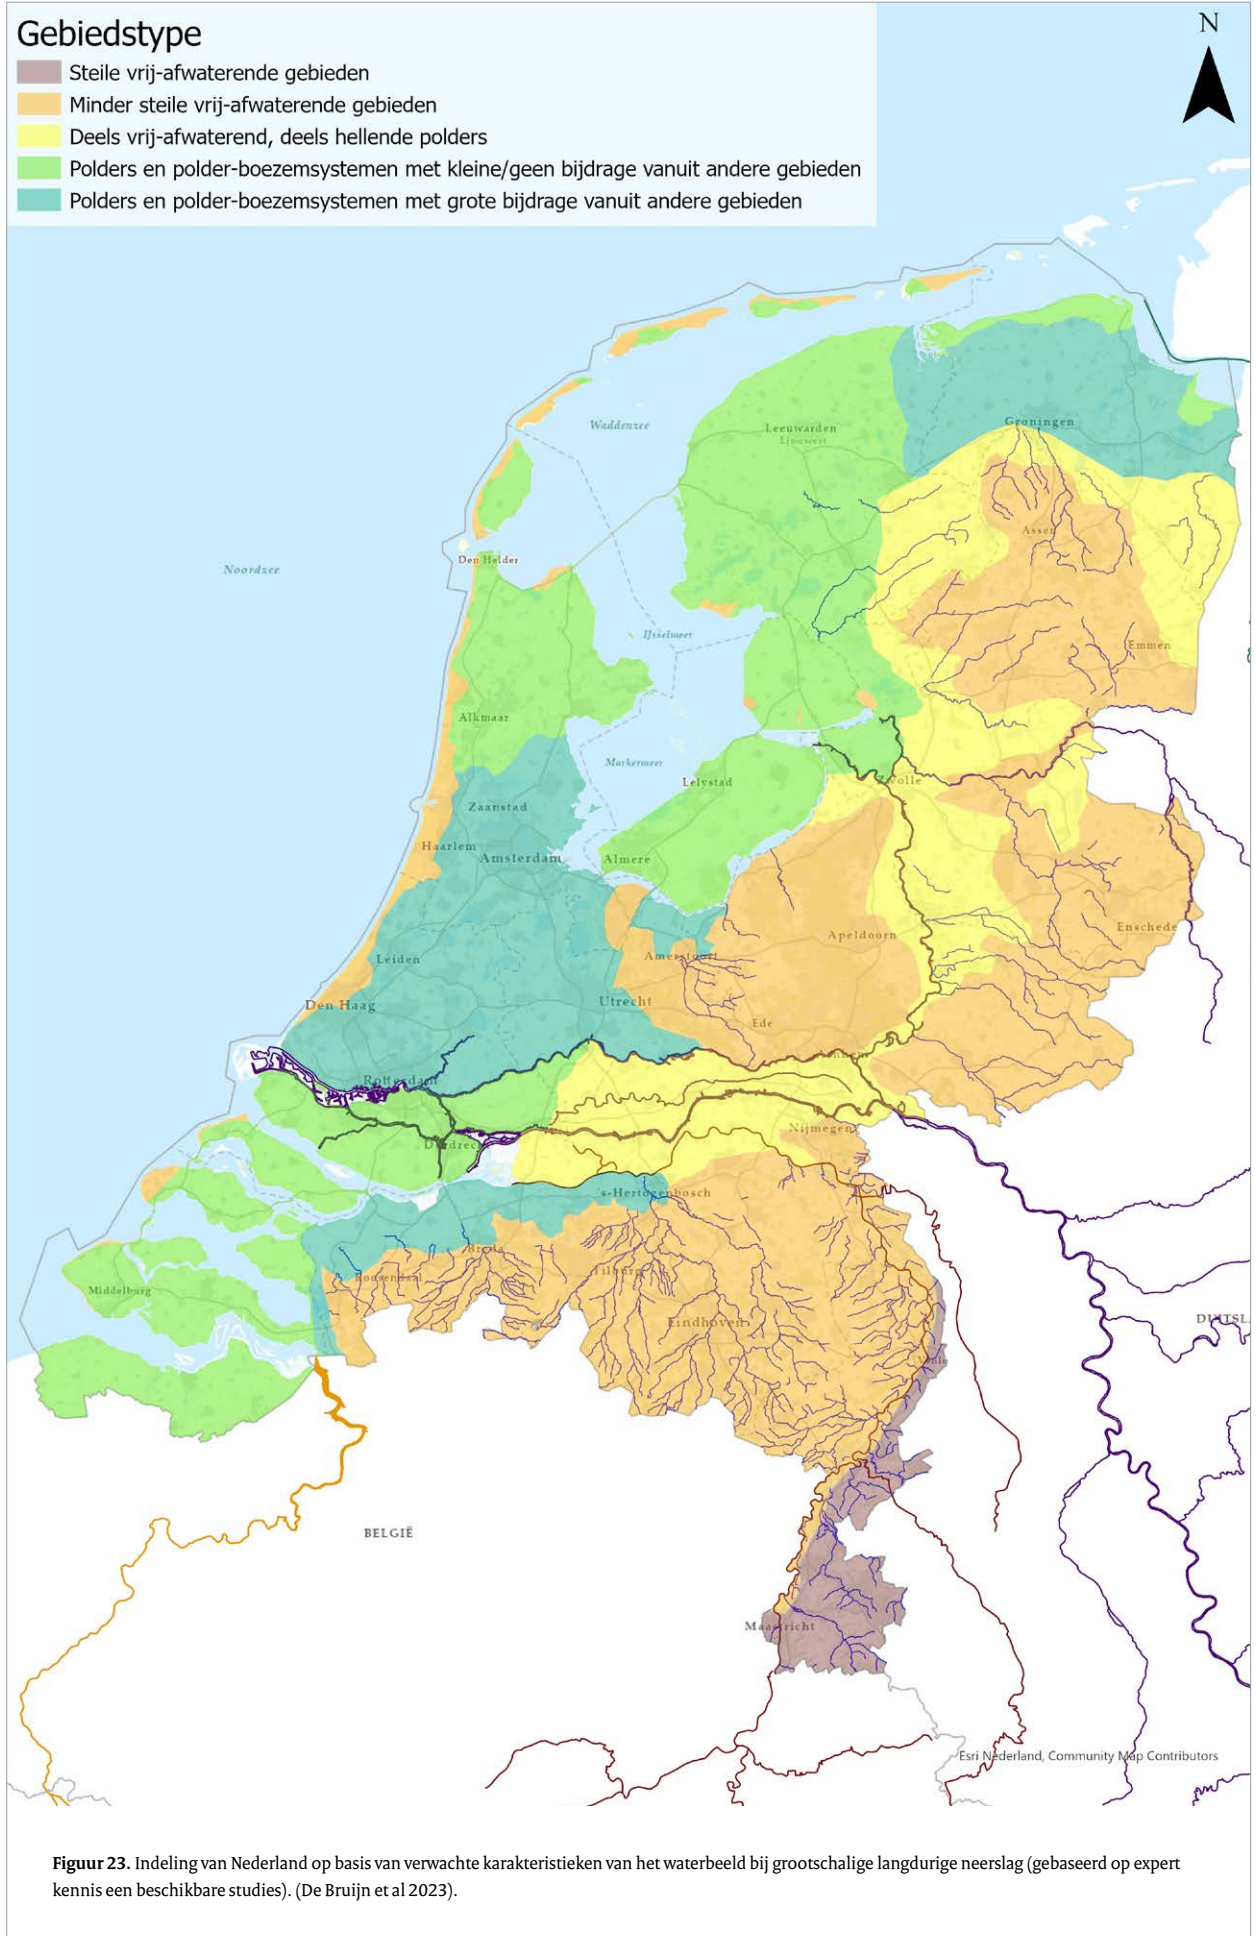 Gebiedstype
Steile vrij-afwaterende gebieden
Minder steile vrij-afwaterende gebieden
Deels vrij-afwaterend, deels hellende polders
Polders en polder-boezemsystemen met kleine/geen bijdrage vanuit andere gebieden
Polders en polder-boezemsystemen met grote bijdrage vanuit andere gebieden
N
Waddenzee
Leeuwarden
Ljouwert
Groningen
Assen
Den Helder
Noordzee
IJsselmeer
Emmen
Alkmaar
Markermeer
Lelystad
Zwolle
Zaanstad
Haarlem
Amsterdam
Almere
Apeldoorn
Enschede
Leiden
Amersfoort
Den Haag
Utrecht
Ede
Arnhem
Rotterdam
Nijmegen
Dordrecht
's-Hertogenbosch
Breda
Roosendaal
Tilburg
Middelburg
Eindhoven
DUITSL
Venlo
BELGIË
Maastricht
Esri Nederland, Community Map Contributors
Figuur 23. Indeling van Nederland op basis van verwachte karakteristieken van het waterbeeld bij grootschalige langdurige neerslag (gebaseerd op expert
kennis een beschikbare studies). (De Bruijn et al 2023).